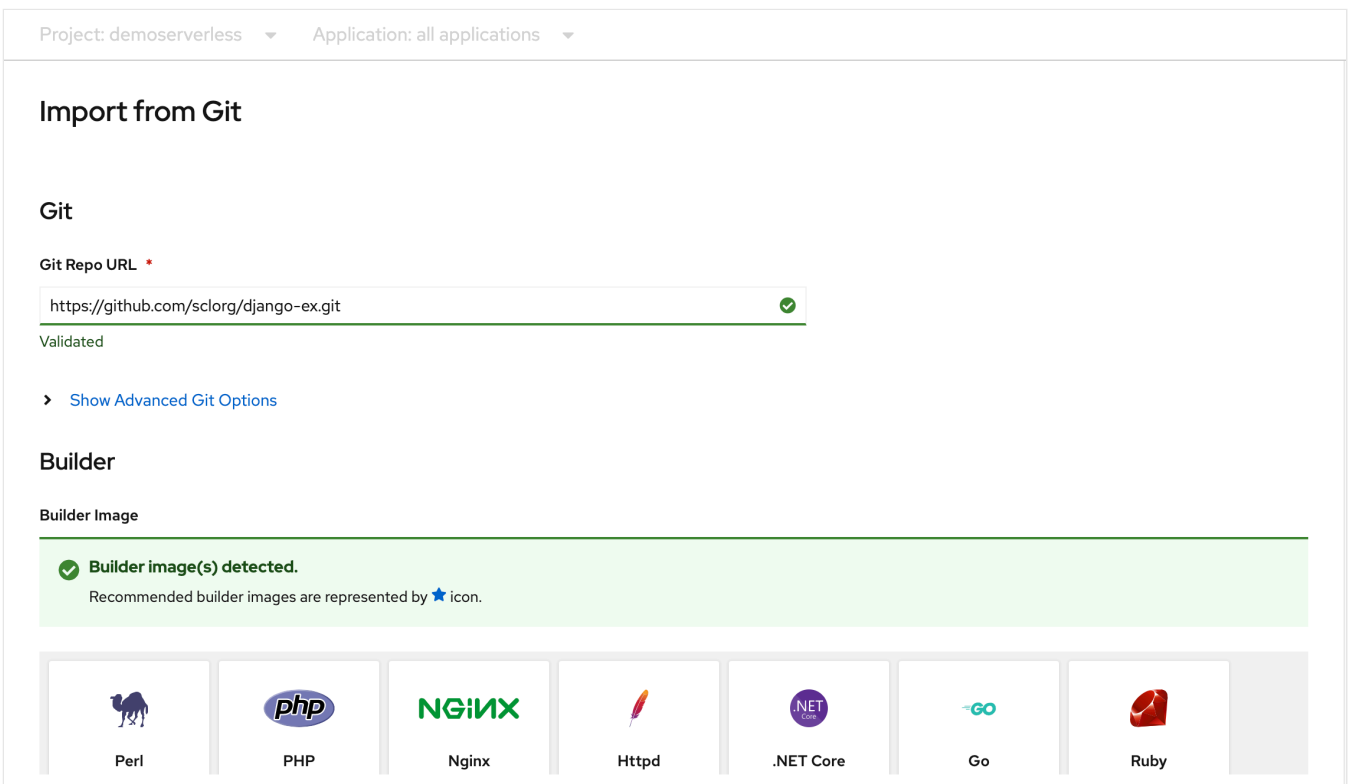 Project: demoserverless Application: all applications
Import from Git
Git
Git Repo URL *
https://github.com/sclorg/django-ex.git
Validated
Show Advanced Git Options
Builder
Builder Image
Builder image(s) detected.
Recommended builder images are represented by icon.
php NGINX .NET Core GO
Perl PHP Nginx Httpd .NET Core Go Ruby